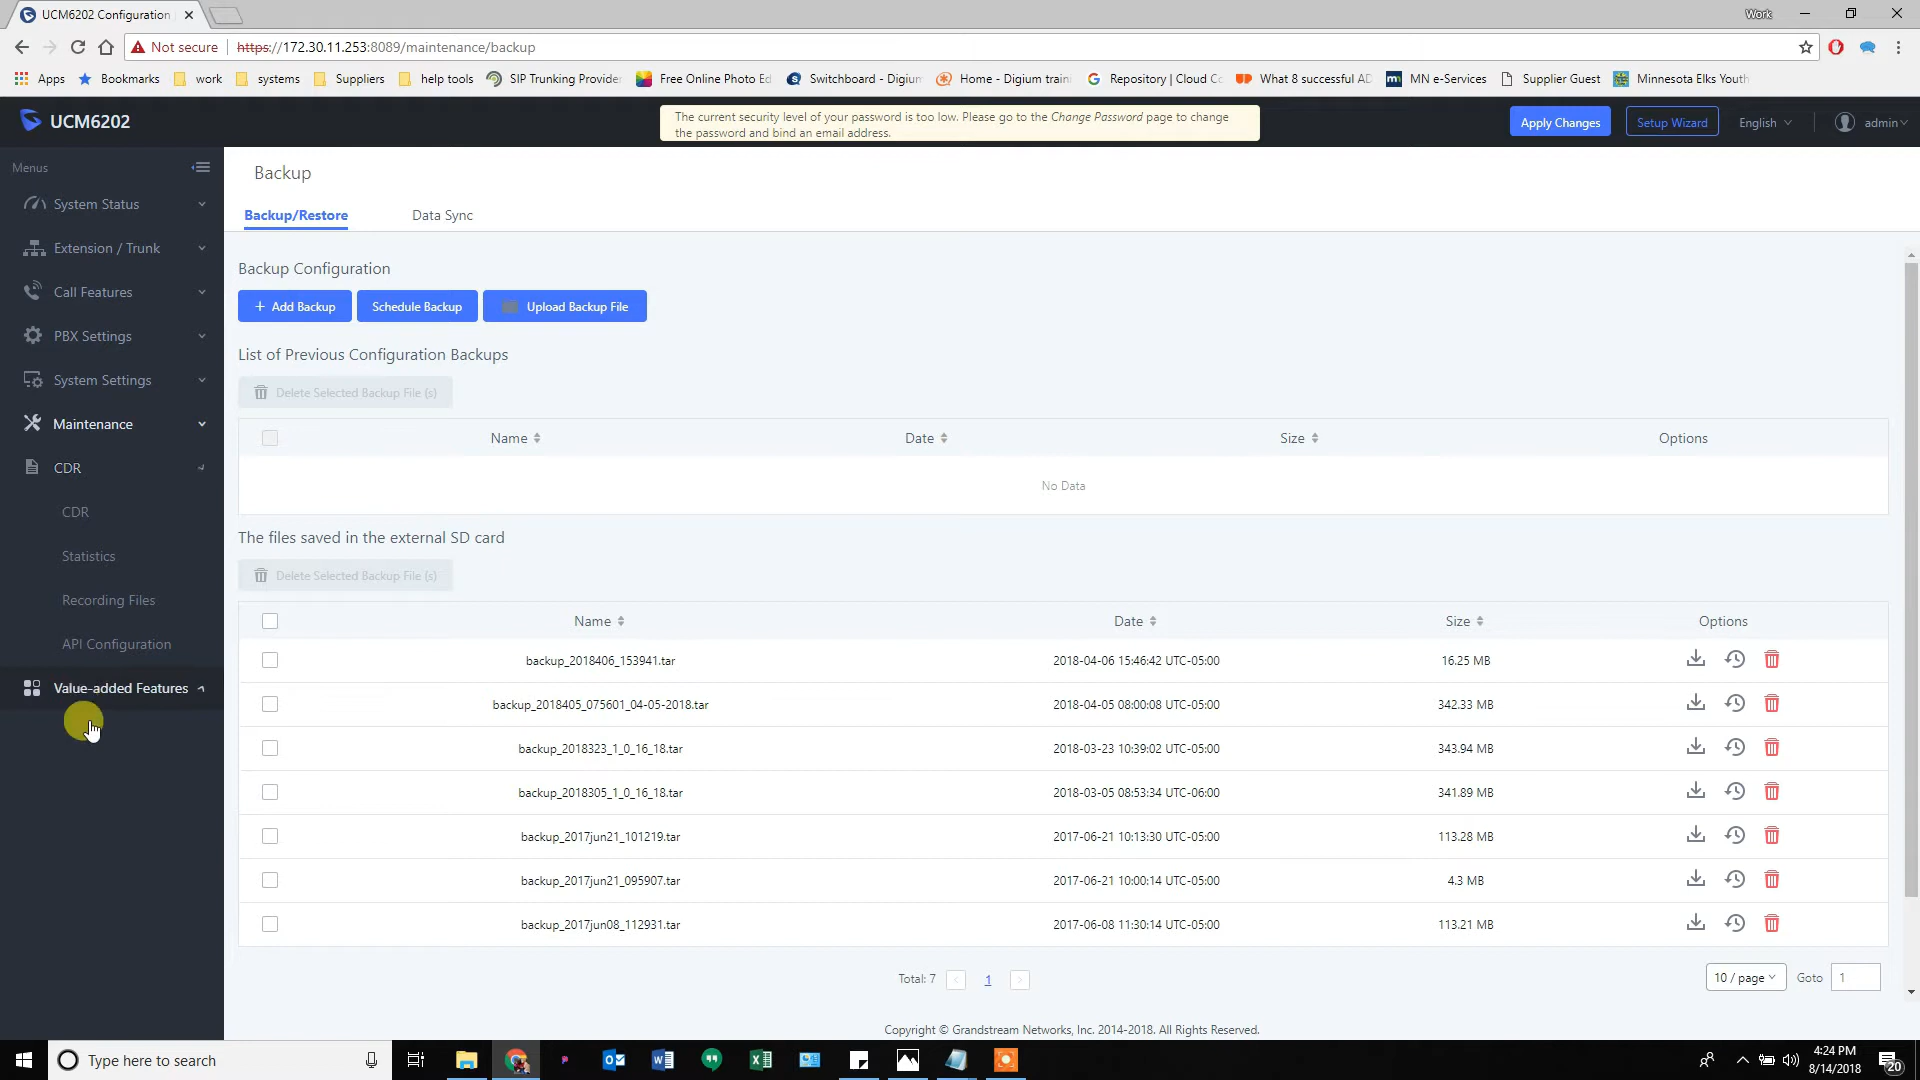 UCM6202 Configuration
Work
Not secure
https://172.30.11.253:8089/maintenance/backup
Apps
Bookmarks
work
systems
Suppliers
help tools
SIP Trunking Provide
Free Online Photo Ed
Switchboard - Digium
Home - Digium traini
Repository | Cloud Co
What 8 successful AD
MN e-Services
Supplier Guest
Minnesota Elks Youth
UCM6202
The current security level of your password is too low. Please go to the Change Password page to change
the password and bind an email address.
Apply Changes
Setup Wizard
English
admin
Menus
System Status
Extension / Trunk
Call Features
PBX Settings
System Settings
Maintenance
CDR
CDR
Statistics
Recording Files
API Configuration
Value-added Features
Backup
Backup/Restore
Data Sync
Backup Configuration
+ Add Backup
Schedule Backup
Upload Backup File
List of Previous Configuration Backups
Delete Selected Backup File (s)
Name Date Size Options
No Data
The files saved in the external SD card
Delete Selected Backup File (s)
Name Date Size Options
backup_2018406_153941.tar 2018-04-06 15:46:42 UTC-05:00 16.25 MB
backup_2018405_075601_04-05-2018.tar 2018-04-05 08:00:08 UTC-05:00 342.33 MB
backup_2018323_1_0_16_18.tar 2018-03-23 10:39:02 UTC-05:00 343.94 MB
backup_2018305_1_0_16_18.tar 2018-03-05 08:53:34 UTC-06:00 341.89 MB
backup_2017jun21_101219.tar 2017-06-21 10:13:30 UTC-05:00 113.28 MB
backup_2017jun21_095907.tar 2017-06-21 10:00:14 UTC-05:00 4.3 MB
backup_2017jun08_112931.tar 2017-06-08 11:30:14 UTC-05:00 113.21 MB
Total: 7 < 1 > 10 / page Goto 1
Copyright © Grandstream Networks, Inc. 2014-2018. All Rights Reserved.
Type here to search
4:24 PM
8/14/2018
20